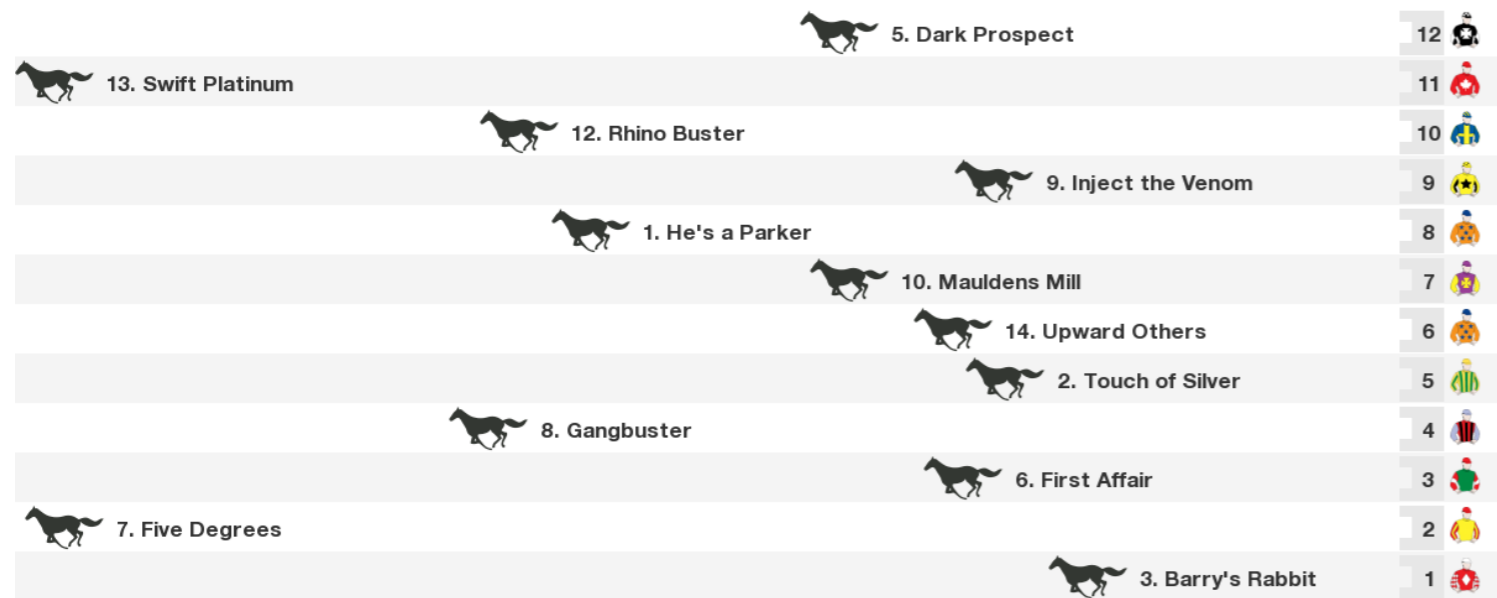 5. Dark Prospect 12
13. Swift Platinum 11
12. Rhino Buster 10
9. Inject the Venom 9
1. He's a Parker 8
10. Mauldens Mill 7
14. Upward Others 6
2. Touch of Silver 5
8. Gangbuster 4
6. First Affair 3
7. Five Degrees 2
3. Barry's Rabbit 1